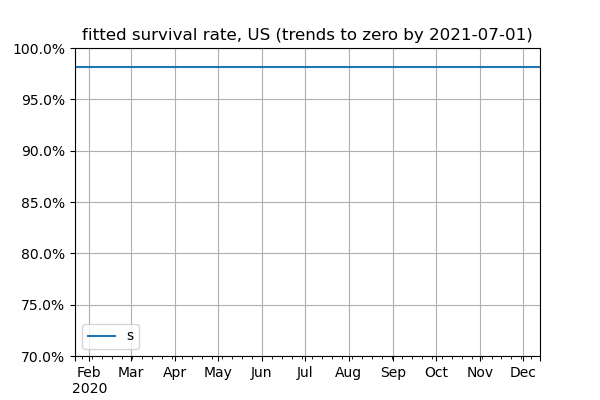 fitted survival rate, US (trends to zero by 2021-07-01)
100.0%
95.0%
90.0%
85.0%
80.0%
75.0%
70.0%
s
Feb Mar Apr May Jun Jul Aug Sep Oct Nov Dec
2020